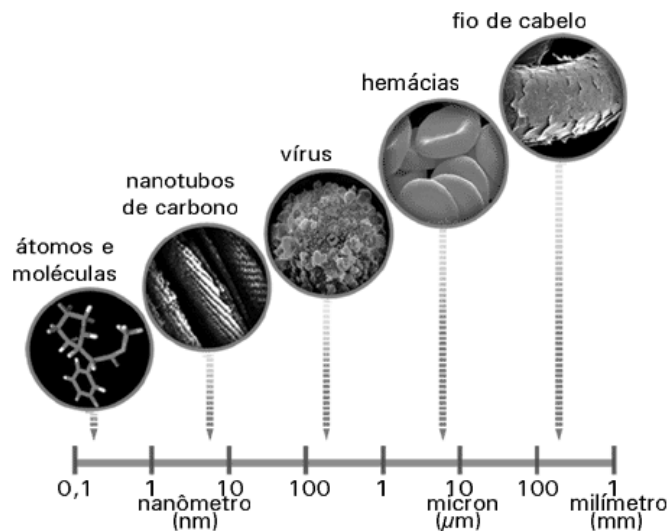 fio de cabelo
hemácias
vírus
nanotubos
de carbono
átomos e
moléculas
0,1 1 10 100 1 10 100 1
nanômetro micron milímetro
(nm) (µm) (mm)